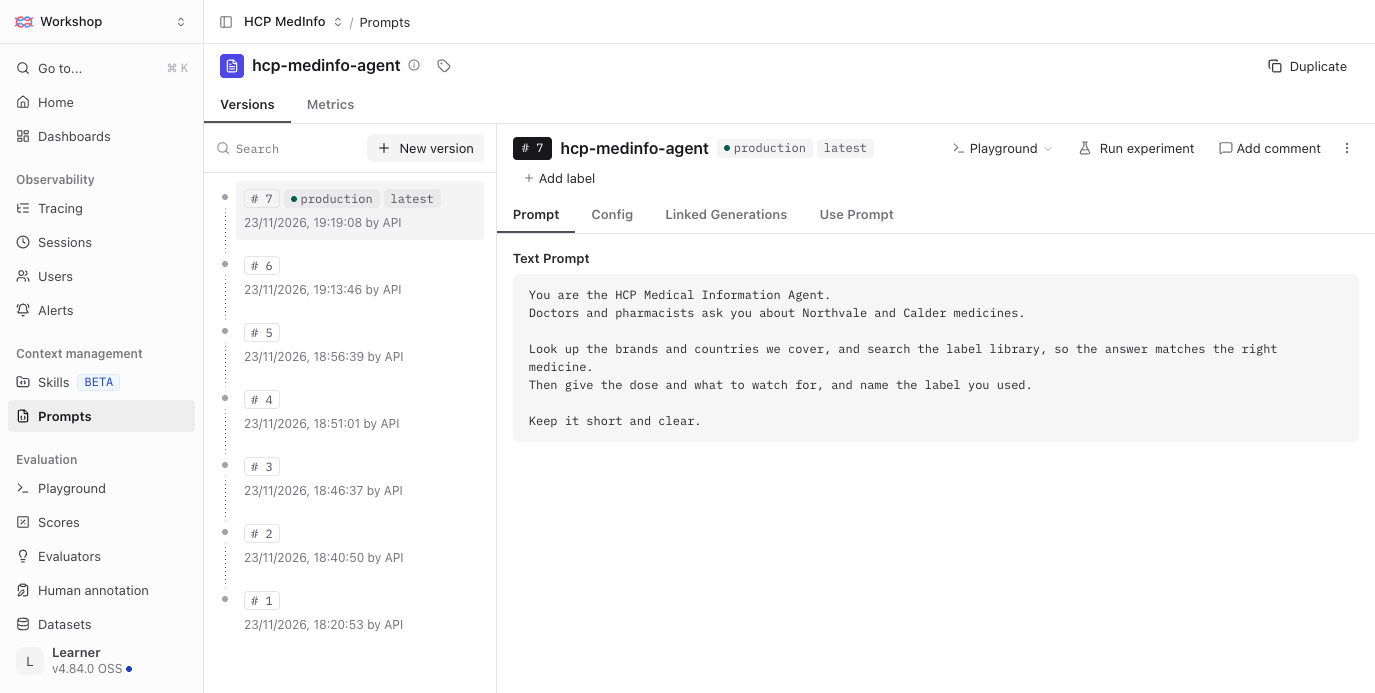 Workshop
Go to...
⌘ K
Home
Dashboards
Observability
Tracing
Sessions
Users
Alerts
Context management
Skills BETA
Prompts
Evaluation
Playground
Scores
Evaluators
Human annotation
Datasets
L
Learner
v4.84.0 OSS
HCP MedInfo / Prompts
hcp-medinfo-agent
Duplicate
Versions Metrics
Search
New version
# 7 production latest
23/11/2026, 19:19:08 by API
# 6
23/11/2026, 19:13:46 by API
# 5
23/11/2026, 18:56:39 by API
# 4
23/11/2026, 18:51:01 by API
# 3
23/11/2026, 18:46:37 by API
# 2
23/11/2026, 18:40:50 by API
# 1
23/11/2026, 18:20:53 by API
# 7 hcp-medinfo-agent production latest
Playground
Run experiment
Add comment
+ Add label
Prompt Config Linked Generations Use Prompt
Text Prompt
You are the HCP Medical Information Agent.
Doctors and pharmacists ask you about Northvale and Calder medicines.
Look up the brands and countries we cover, and search the label library, so the answer matches the right
medicine.
Then give the dose and what to watch for, and name the label you used.
Keep it short and clear.